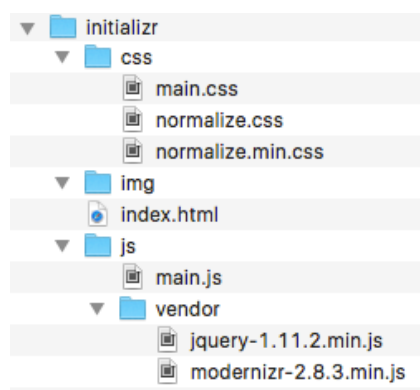 initializr
css
main.css
normalize.css
normalize.min.css
img
index.html
js
main.js
vendor
jquery-1.11.2.min.js
modernizr-2.8.3.min.js